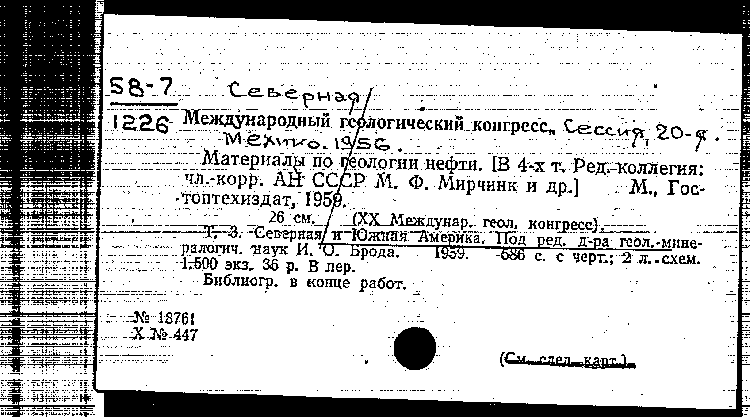 58-7 Северная
1226 Международный геологический конгресс. Сессия, 20-я.
Мехико. 1956.
Материалы по геологии нефти. [В 4-х т. Ред. коллегия:
чл.-корр. АН СССР М. Ф. Мирчинк и др.] М., Гос-
топтехиздат, 1959.
26 см. (XX Междунар. геол. конгресс).
Т. 3. Северная и Южная Америка. Под ред. д-ра геол.-мине-
ралогич. наук И. О. Брода. 1959. 586 с. с черт.; 2 л. схем.
1.500 экз. 36 р. В пер.
Библиогр. в конце работ.
№ 18761
X № 447
(См. след. карт.)